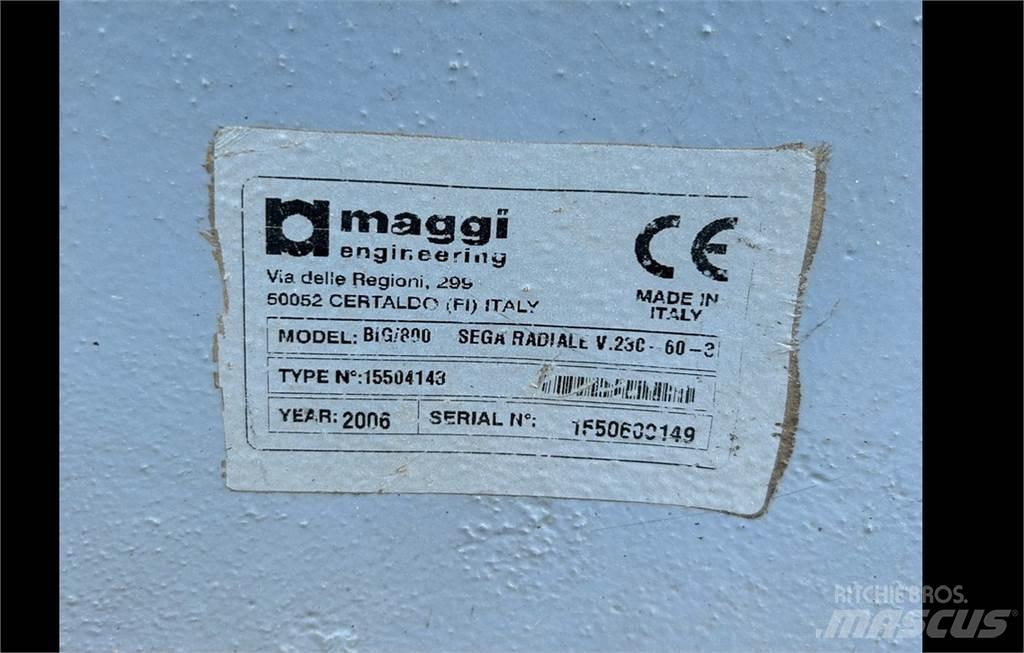 maggi
engineering
Via delle Regioni, 299
50052 CERTALDO (FI) ITALY
CE
MADE IN
ITALY
MODEL: BIG/800 SEGA RADIALE V.230-60-3
TYPE N°:15504143
YEAR: 2006 SERIAL N°:
RITCHIE BROS.
MASCUS